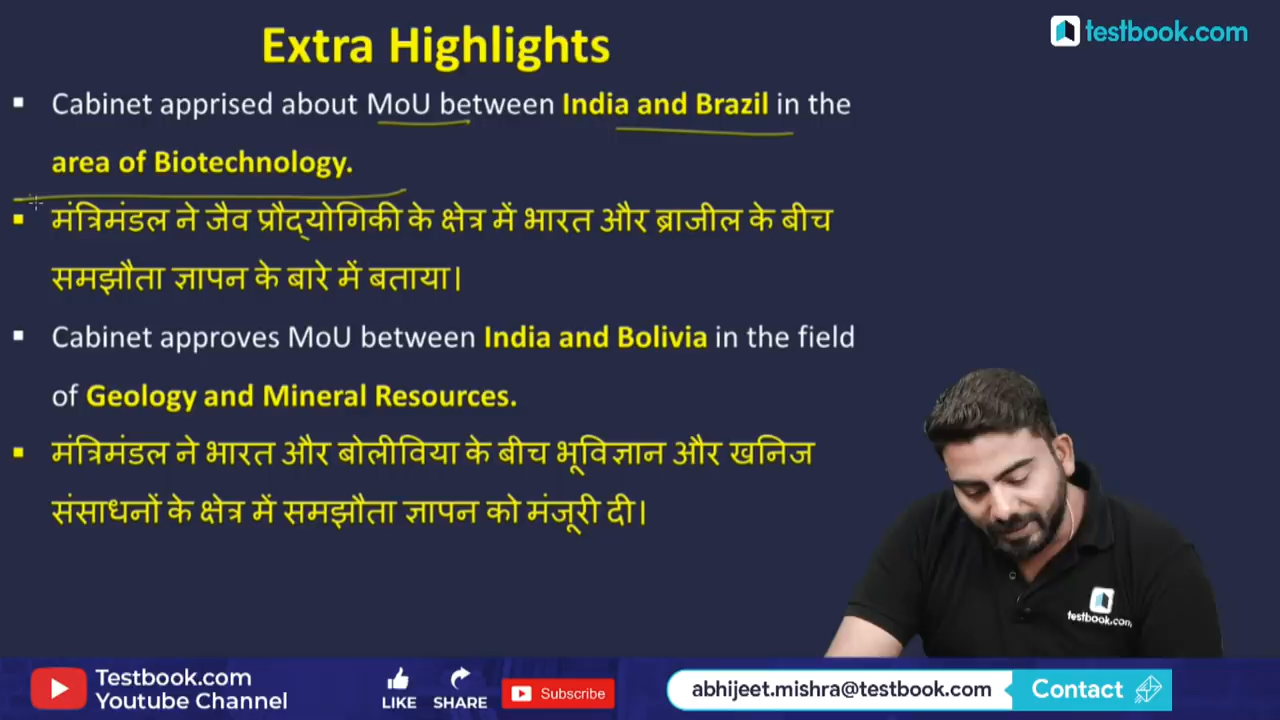 Extra Highlights
testbook.com
Cabinet apprised about MoU between India and Brazil in the
area of Biotechnology.
मंत्रिमंडल ने जैव प्रौद्योगिकी के क्षेत्र में भारत और ब्राजील के बीच
समझौता ज्ञापन के बारे में बताया।
Cabinet approves MoU between India and Bolivia in the field
of Geology and Mineral Resources.
मंत्रिमंडल ने भारत और बोलीविया के बीच भूविज्ञान और खनिज
संसाधनों के क्षेत्र में समझौता ज्ञापन को मंजूरी दी।
testbook.com
Testbook.com
Youtube Channel
LIKE
SHARE
Subscribe
abhijeet.mishra@testbook.com
Contact